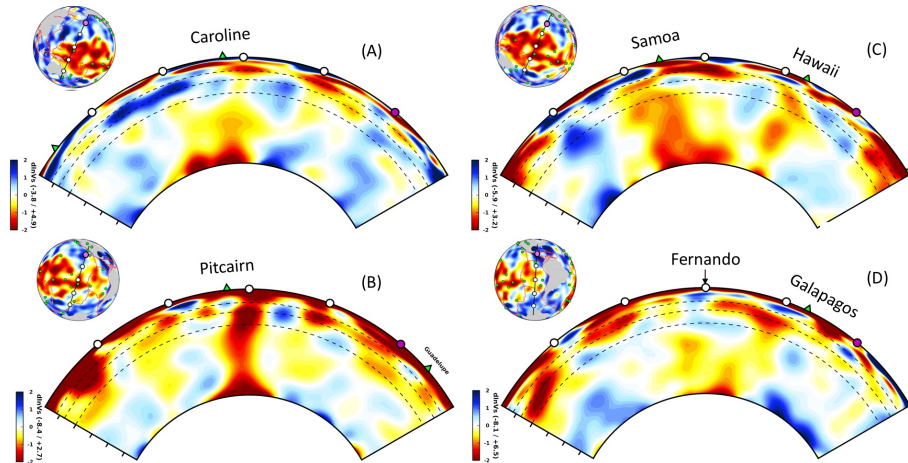 Caroline
(A)
2
1
0
-1
-2
dlnVs (-3.8 / +4.9)
Samoa
Hawaii
(C)
2
1
0
-1
-2
dlnVs (-5.9 / +3.2)
Pitcairn
(B)
Guadelupe
2
1
0
-1
-2
dlnVs (-8.4 / +2.7)
Fernando
Galapagos
(D)
2
1
0
-1
-2
dlnVs (-8.1 / +6.5)